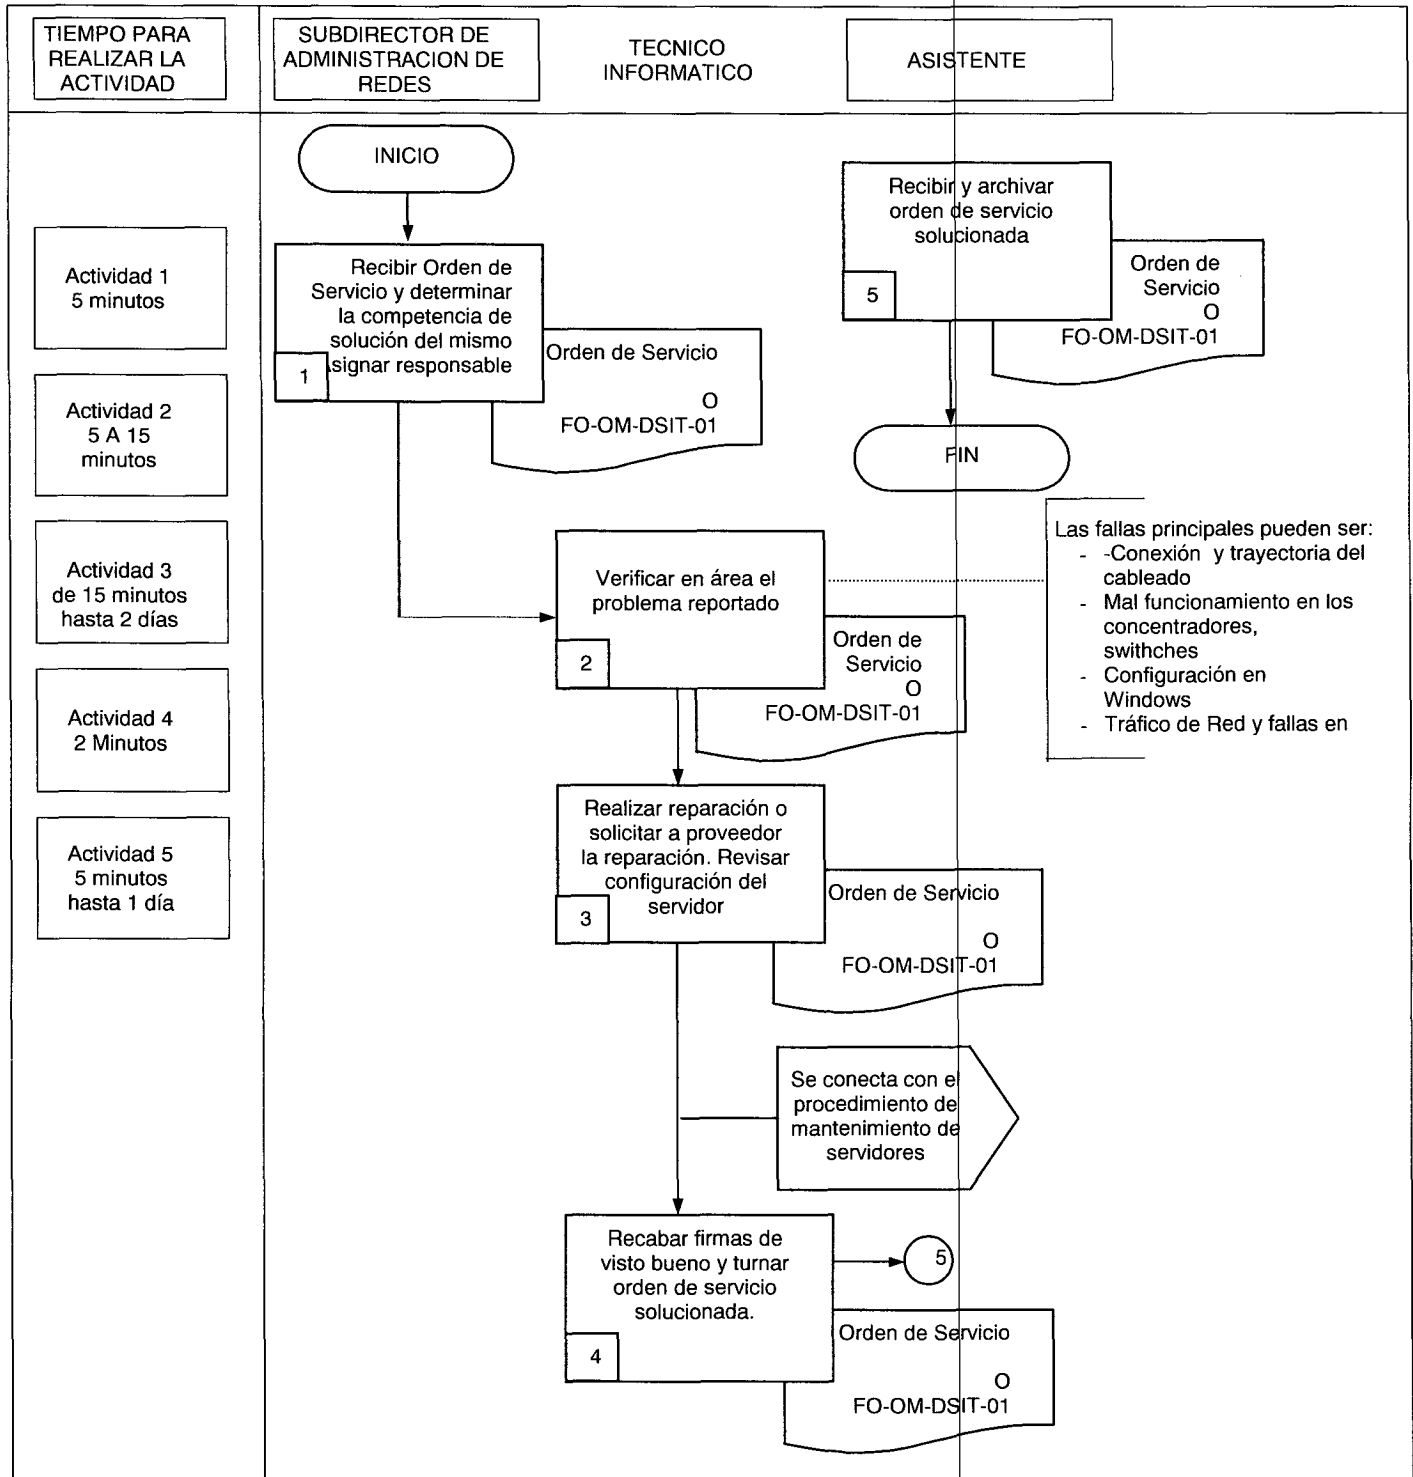 TIEMPO PARA
REALIZAR LA
ACTIVIDAD
SUBDIRECTOR DE
ADMINISTRACION DE
REDES
TECNICO
INFORMATICO
ASISTENTE
INICIO
Actividad 1
5 minutos
Actividad 2
5 A 15
minutos
Actividad 3
de 15 minutos
hasta 2 días
Actividad 4
2 Minutos
Actividad 5
5 minutos
hasta 1 día
Recibir Orden de
Servicio y determinar
la competencia de
solución del mismo
signar responsable
1
Orden de Servicio
O
FO-OM-DSIT-01
Recibir y archivar
orden de servicio
solucionada
5
Orden de
Servicio
O
FO-OM-DSIT-01
FIN
Verificar en área el
problema reportado
2
Orden de
Servicio
O
FO-OM-DSIT-01
Las fallas principales pueden ser:
- -Conexión y trayectoria del
cableado
- Mal funcionamiento en los
concentradores,
swithches
- Configuración en
Windows
- Tráfico de Red y fallas en
Realizar reparación o
solicitar a proveedor
la reparación. Revisar
configuración del
servidor
3
Orden de Servicio
O
FO-OM-DSIT-01
Se conecta con el
procedimiento de
mantenimiento de
servidores
Recabar firmas de
visto bueno y turnar
orden de servicio
solucionada.
4
5
Orden de Servicio
O
FO-OM-DSIT-01